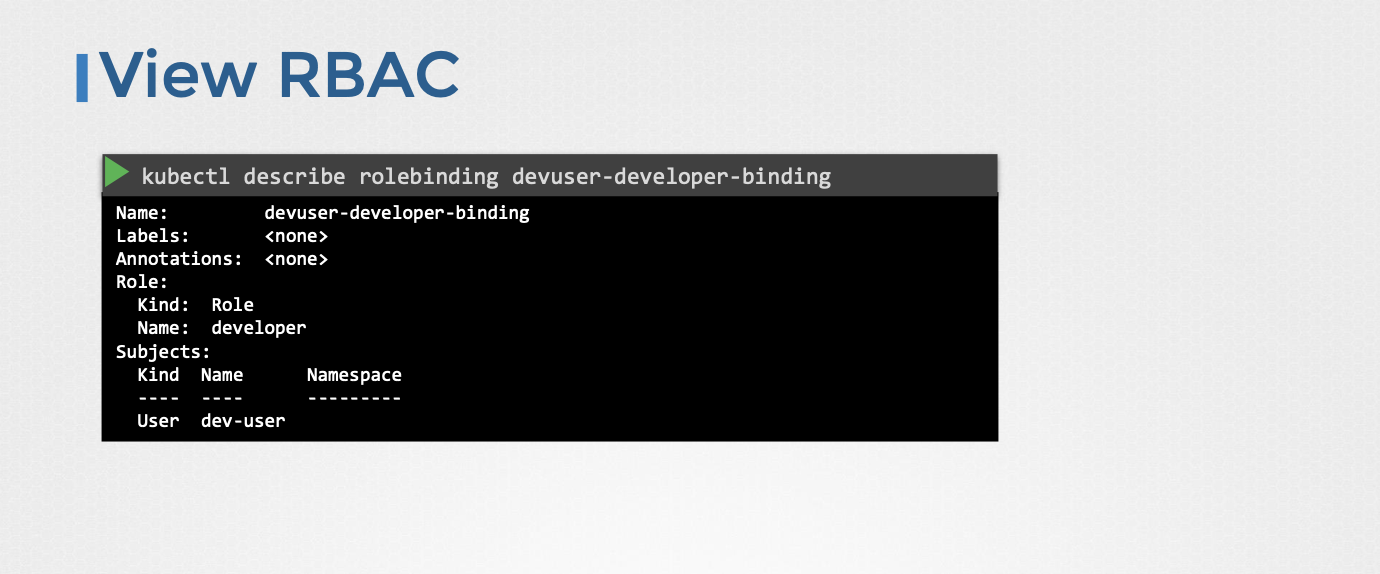 View RBAC
kubectl describe rolebinding devuser-developer-binding
Name:         devuser-developer-binding
Labels:       <none>
Annotations:  <none>
Role:
  Kind:  Role
  Name:  developer
Subjects:
  Kind  Name      Namespace
  ----  ----      ---------
  User  dev-user